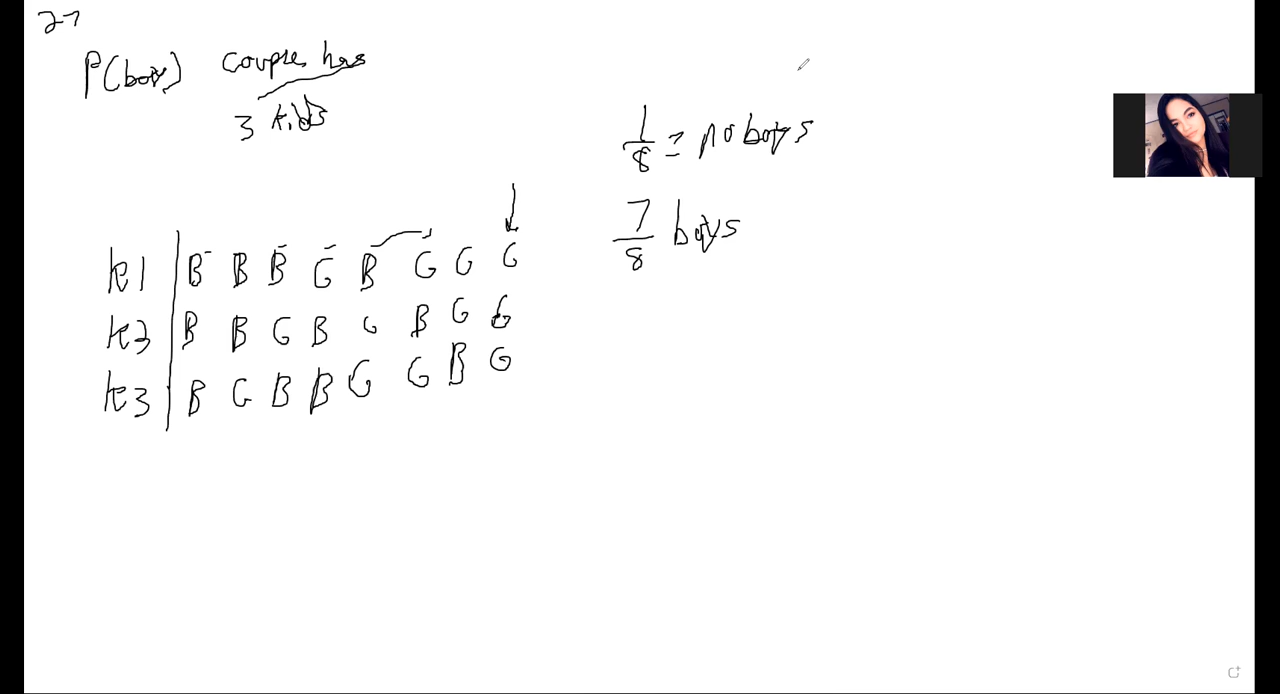 27
P(boy) couple has
3 kids
1/8 = no boys
7/8 boys
k1 | B B B G B G G G
k2 | B B G B G B G G
k3 | B G B B G G B G